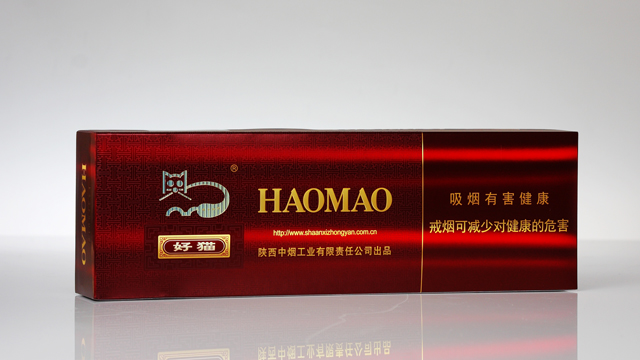 HAOMAO
®
好猫
HAOMAO
http://www.shaanxizhongyan.com.cn
陕西中烟工业有限责任公司出品
吸烟有害健康
戒烟可减少对健康的危害